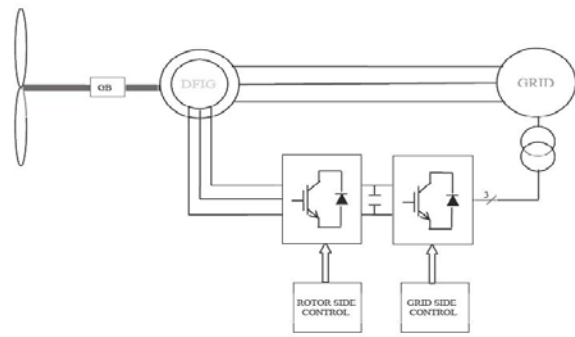 DFIG
GRID
GB
3
ROTOR SIDE
CONTROL
GRID SIDE
CONTROL